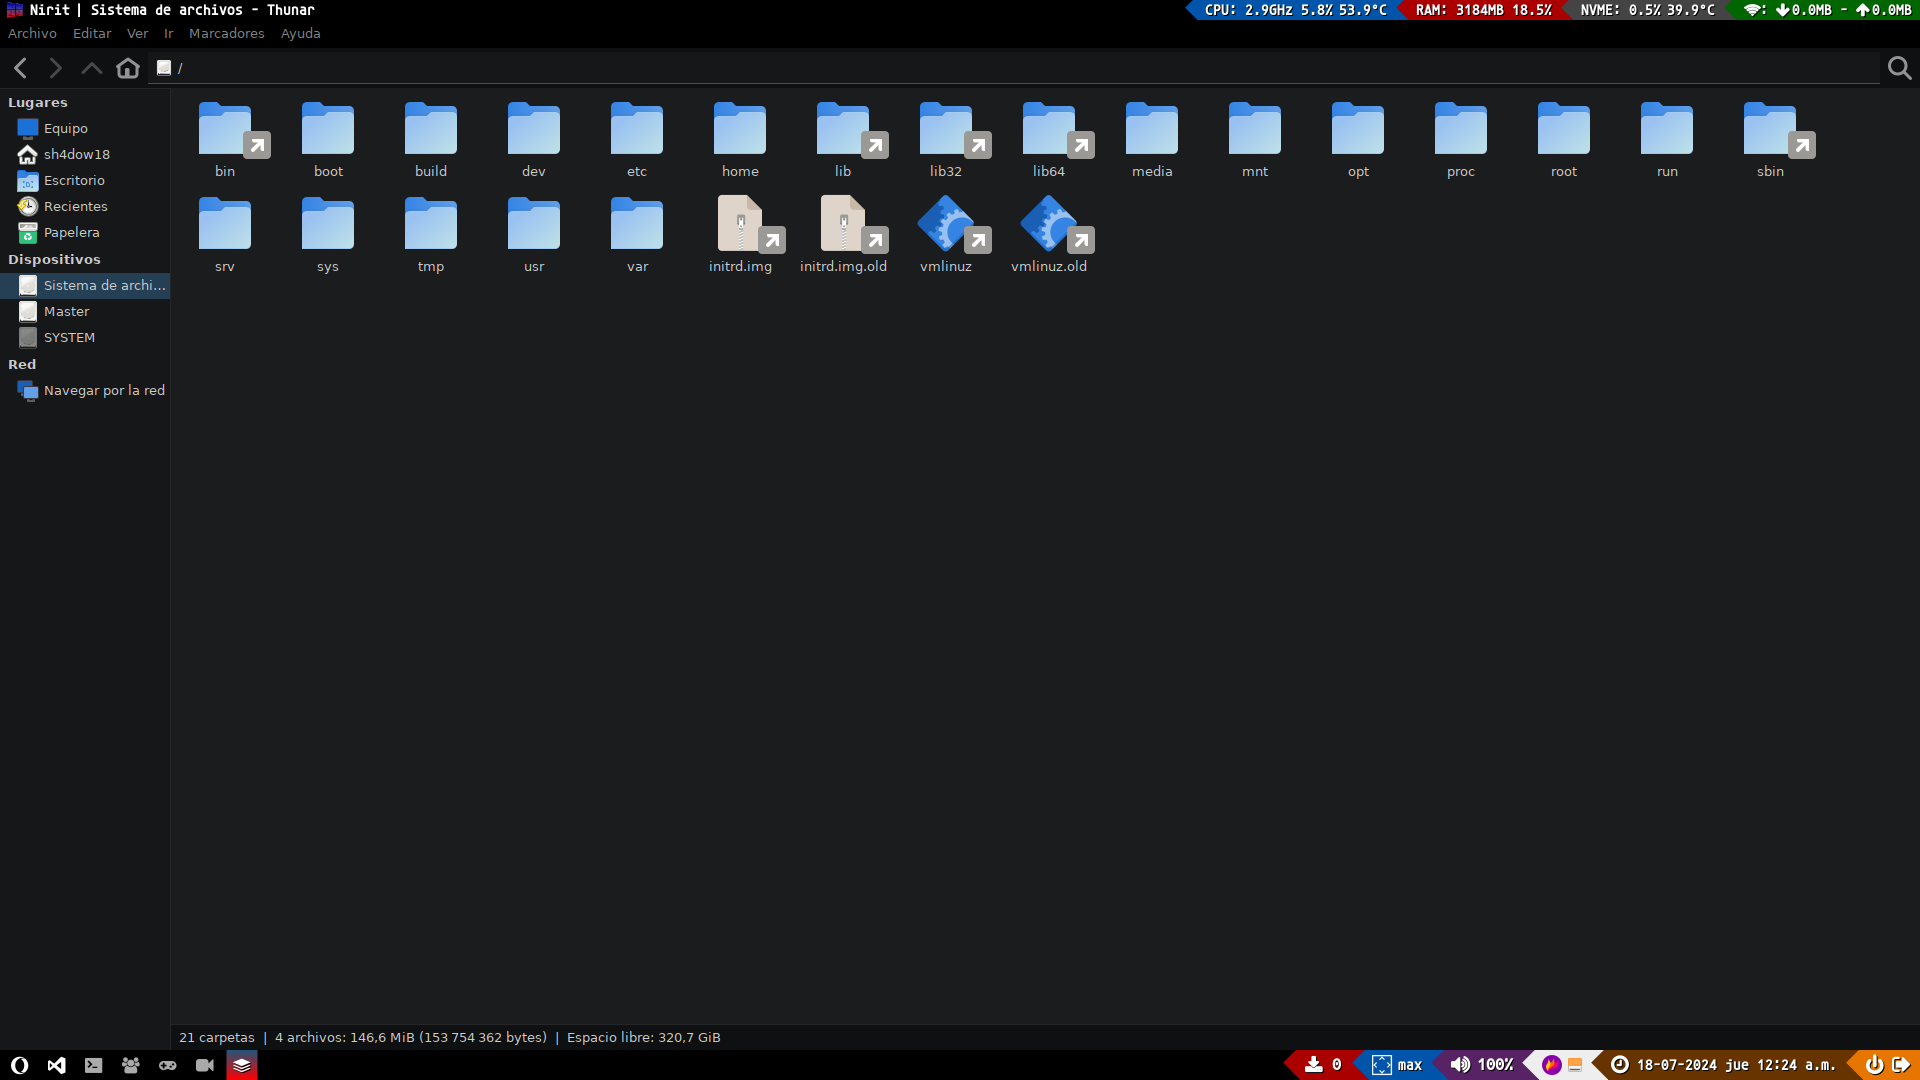 Nirit | Sistema de archivos - Thunar
CPU: 2.9GHz 5.8% 53.9°C
RAM: 3184MB 18.5%
NVME: 0.5% 39.9°C
: 0.0MB - 0.0MB
Archivo Editar Ver Ir Marcadores Ayuda
/
Lugares
Equipo
sh4dow18
Escritorio
Recientes
Papelera
Dispositivos
Sistema de archi...
Master
SYSTEM
Red
Navegar por la red
bin boot build dev etc home lib lib32 lib64 media mnt opt proc root run sbin
srv sys tmp usr var initrd.img initrd.img.old vmlinuz vmlinuz.old
21 carpetas | 4 archivos: 146,6 MiB (153 754 362 bytes) | Espacio libre: 320,7 GiB
0
max
100%
18-07-2024 jue 12:24 a.m.